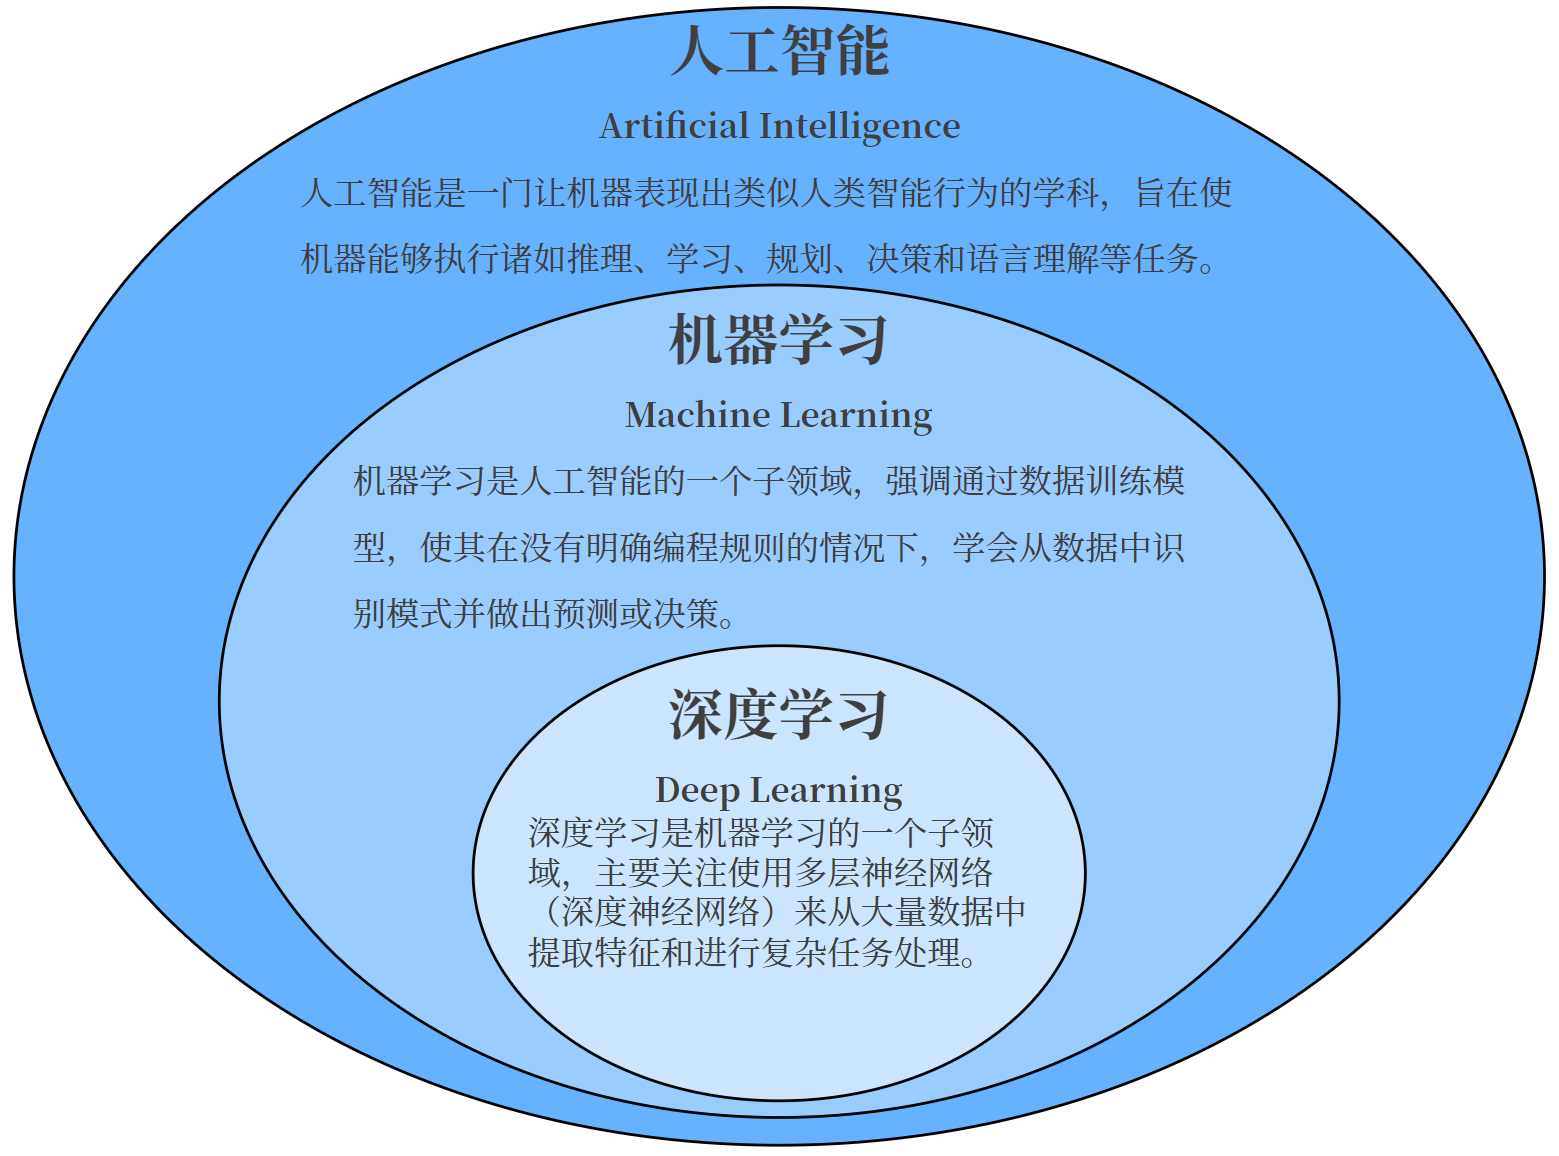 人工智能
Artificial Intelligence
人工智能是一门让机器表现出类似人类智能行为的学科，旨在使
机器能够执行诸如推理、学习、规划、决策和语言理解等任务。
机器学习
Machine Learning
机器学习是人工智能的一个子领域，强调通过数据训练模
型，使其在没有明确编程规则的情况下，学会从数据中识
别模式并做出预测或决策。
深度学习
Deep Learning
深度学习是机器学习的一个子领
域，主要关注使用多层神经网络
（深度神经网络）来从大量数据中
提取特征和进行复杂任务处理。